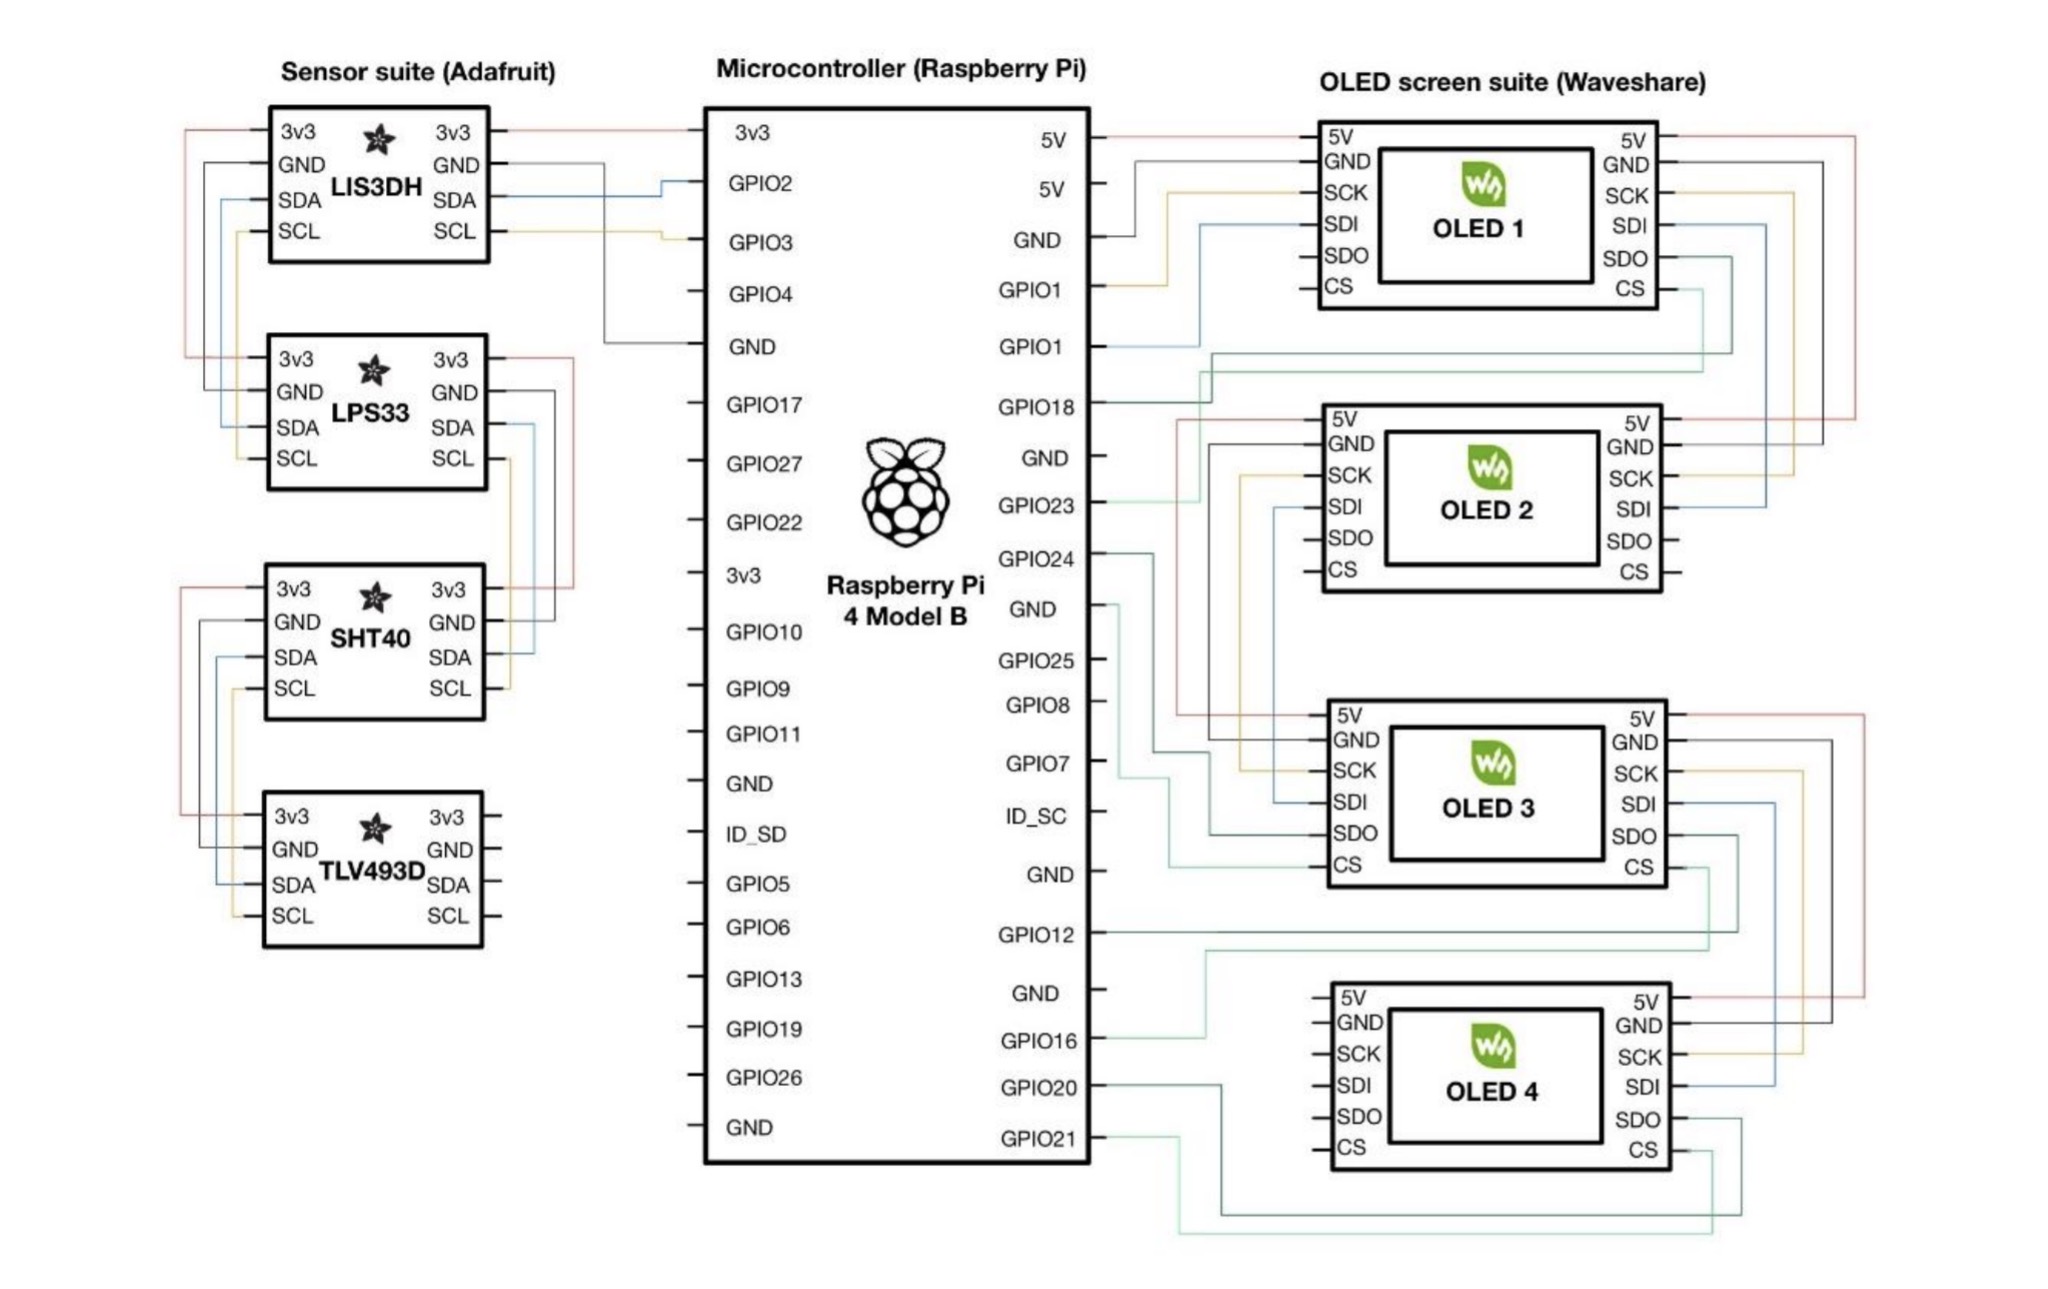 Sensor suite (Adafruit)
Microcontroller (Raspberry Pi)
OLED screen suite (Waveshare)
3v3
GND
SDA
SCL
LIS3DH
3v3
GND
SDA
SCL
3v3
GND
SDA
SCL
LPS33
3v3
GND
SDA
SCL
3v3
GND
SDA
SCL
SHT40
3v3
GND
SDA
SCL
3v3
GND
SDA
SCL
TLV493D
3v3
GND
SDA
SCL
3v3
GPIO2
GPIO3
GPIO4
GND
GPIO17
GPIO27
GPIO22
3v3
GPIO10
GPIO9
GPIO11
GND
ID_SD
GPIO5
GPIO6
GPIO13
GPIO19
GPIO26
GND
Raspberry Pi
4 Model B
5V
5V
GND
GPIO1
GPIO1
GPIO18
GND
GPIO23
GPIO24
GND
GPIO25
GPIO8
GPIO7
ID_SC
GND
GPIO12
GND
GPIO16
GPIO20
GPIO21
5V
GND
SCK
SDI
SDO
CS
OLED 1
5V
GND
SCK
SDI
SDO
CS
5V
GND
SCK
SDI
SDO
CS
OLED 2
5V
GND
SCK
SDI
SDO
CS
5V
GND
SCK
SDI
SDO
CS
OLED 3
5V
GND
SCK
SDI
SDO
CS
5V
GND
SCK
SDI
SDO
CS
OLED 4
5V
GND
SCK
SDI
SDO
CS